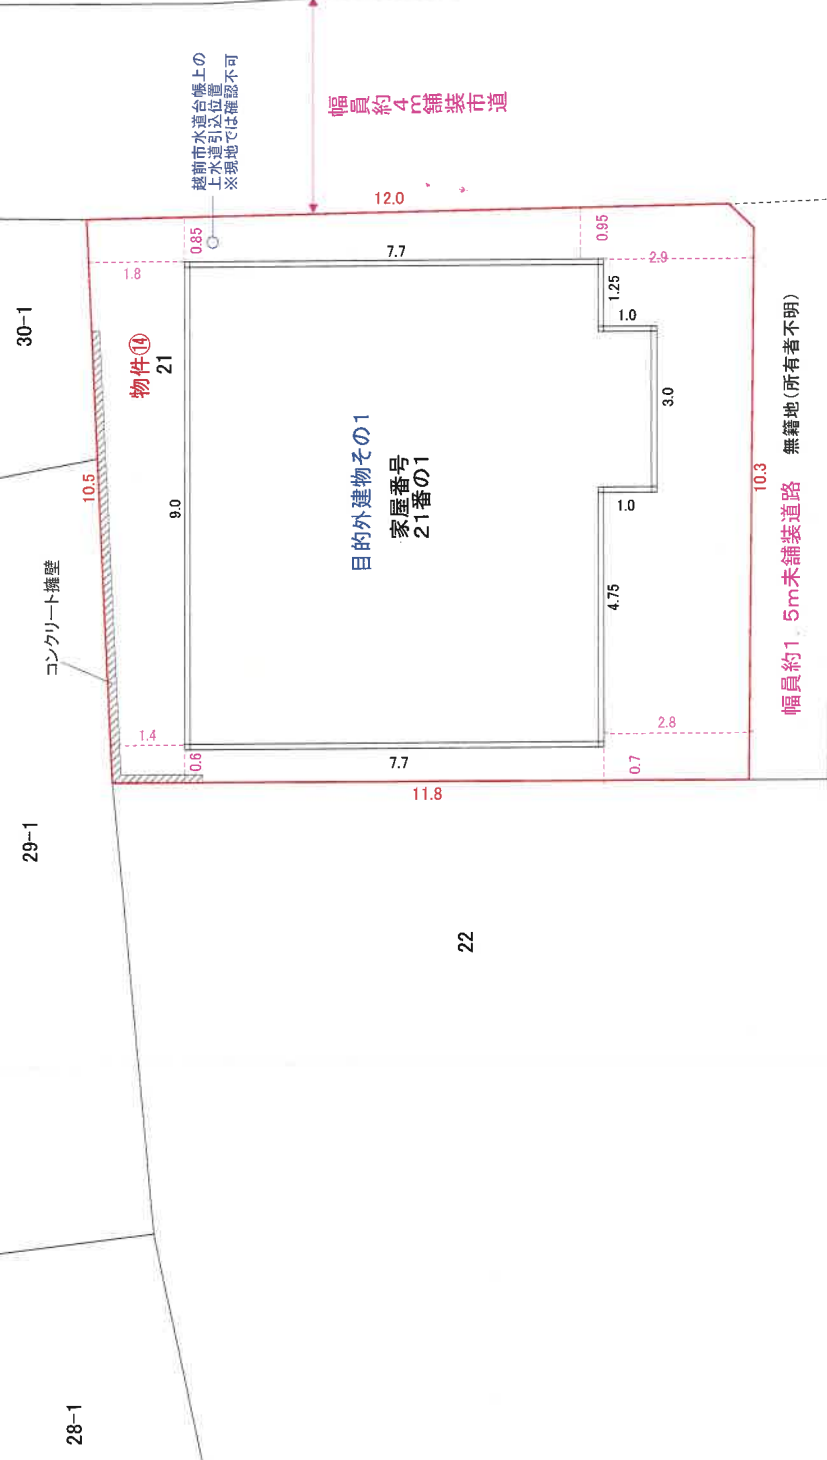 越前市水道台帳上の
上水道引込位置
※現地では確認不可
幅員約4m舗装市道
12.0
0.85
0.95
1.8
7.7
2.9
1.25
1.0
30-1
物件⑭
21
3.0
無籍地(所有者不明)
10.5
9.0
目的外建物その1
家屋番号
21番の1
1.0
10.3
コンクリート擁壁
4.75
幅員約1.5m未舗装道路
1.4
2.8
0.6
7.7
0.7
11.8
29-1
22
28-1